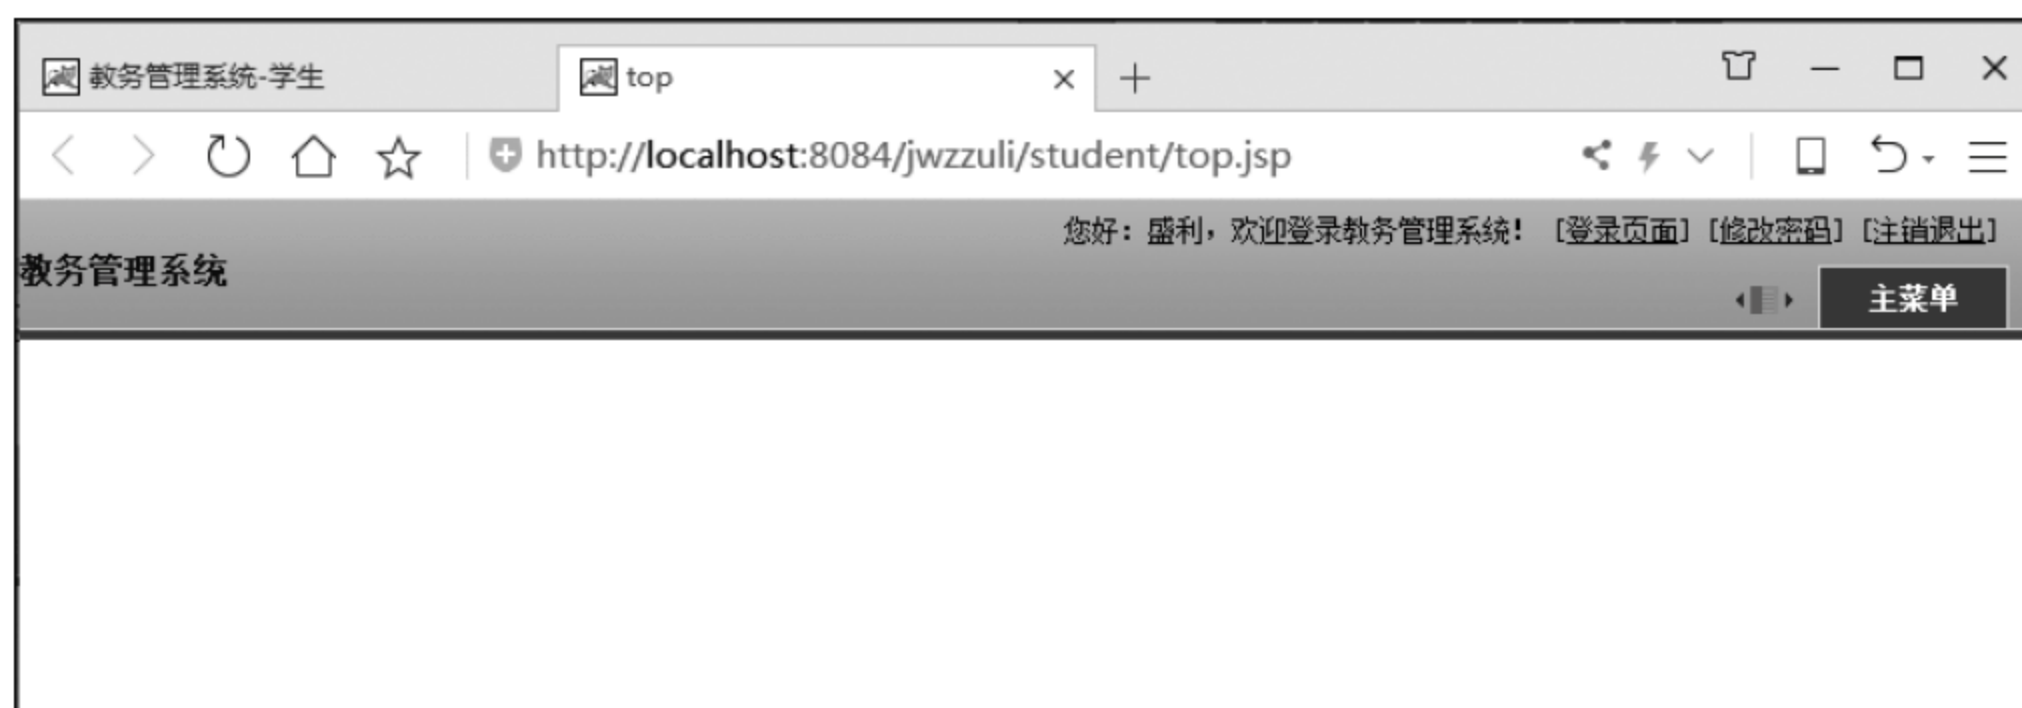 教务管理系统-学生
top
http://localhost:8084/jwzzuli/student/top.jsp
您好：盛利，欢迎登录教务管理系统！ [登录页面] [修改密码] [注销退出]
教务管理系统
主菜单